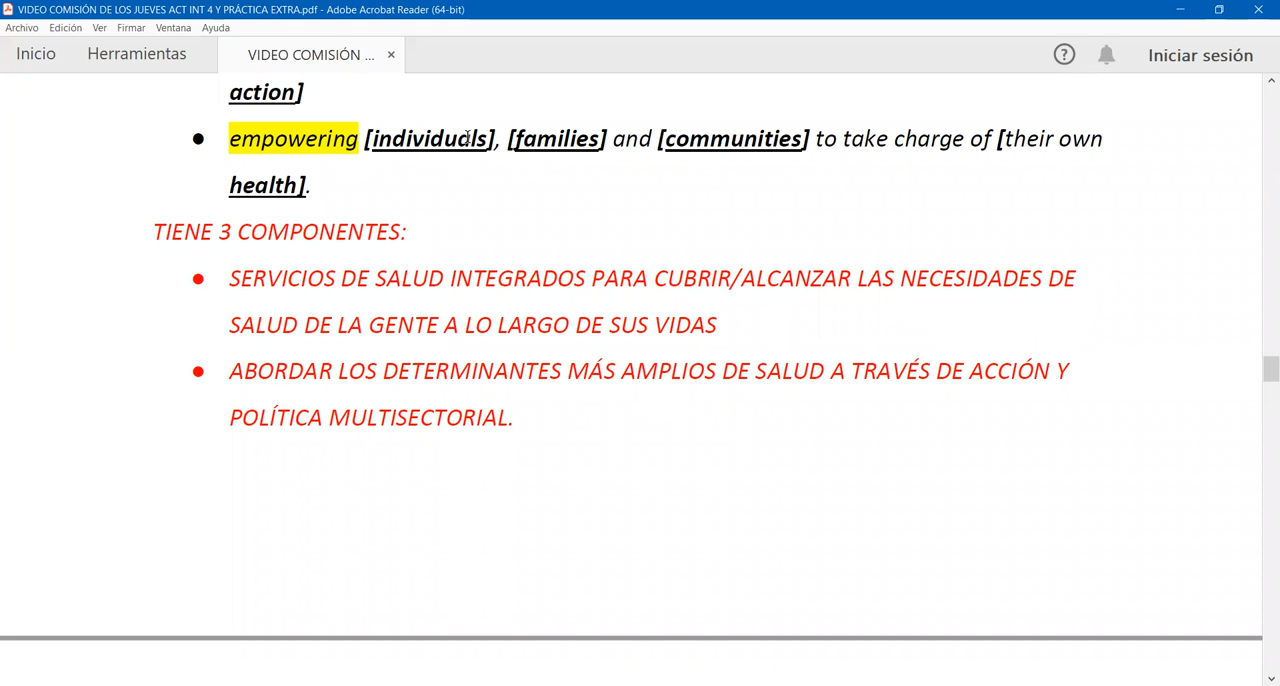 VIDEO COMISIÓN DE LOS JUEVES ACT INT 4 Y PRÁCTICA EXTRA.pdf - Adobe Acrobat Reader (64-bit)
Archivo Edición Ver Firmar Ventana Ayuda
Inicio Herramientas VIDEO COMISIÓN ... × Iniciar sesión
action]
● empowering [individuals], [families] and [communities] to take charge of [their own
health].
TIENE 3 COMPONENTES:
● SERVICIOS DE SALUD INTEGRADOS PARA CUBRIR/ALCANZAR LAS NECESIDADES DE
SALUD DE LA GENTE A LO LARGO DE SUS VIDAS
● ABORDAR LOS DETERMINANTES MÁS AMPLIOS DE SALUD A TRAVÉS DE ACCIÓN Y
POLÍTICA MULTISECTORIAL.